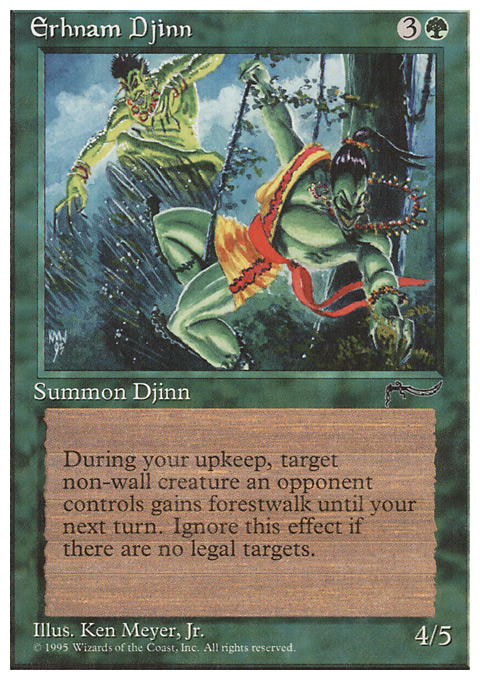 Erhnam Djinn 3
Summon Djinn
During your upkeep, target
non-wall creature an opponent
controls gains forestwalk until your
next turn. Ignore this effect if
there are no legal targets.
Illus. Ken Meyer, Jr.
© 1995 Wizards of the Coast, Inc. All rights reserved.
4/5